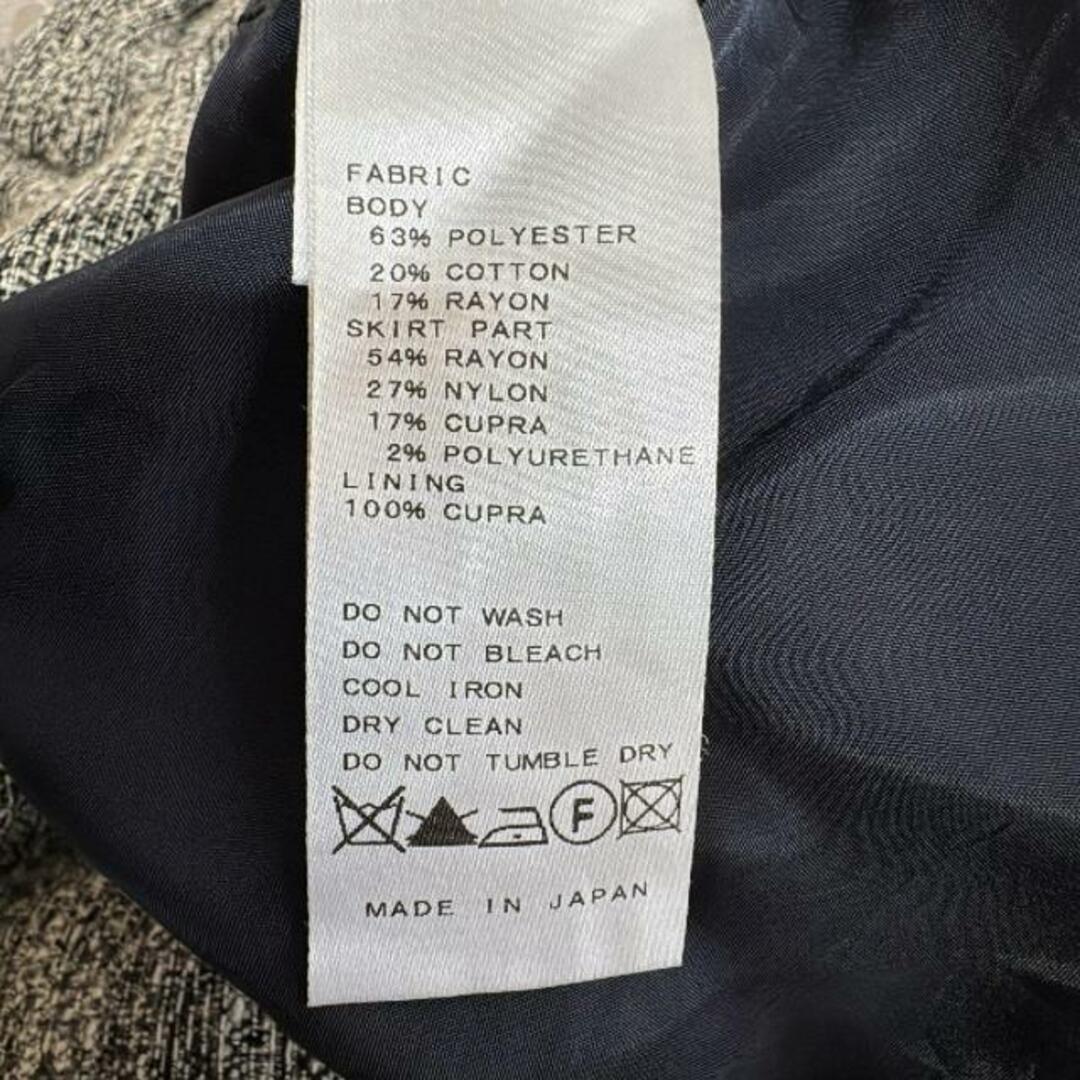 FABRIC
BODY
63% POLYESTER
20% COTTON
17% RAYON
SKIRT PART
54% RAYON
27% NYLON
17% CUPRA
2% POLYURETHANE
LINING
100% CUPRA
DO NOT WASH
DO NOT BLEACH
COOL IRON
DRY CLEAN
DO NOT TUMBLE DRY
F
MADE IN JAPAN